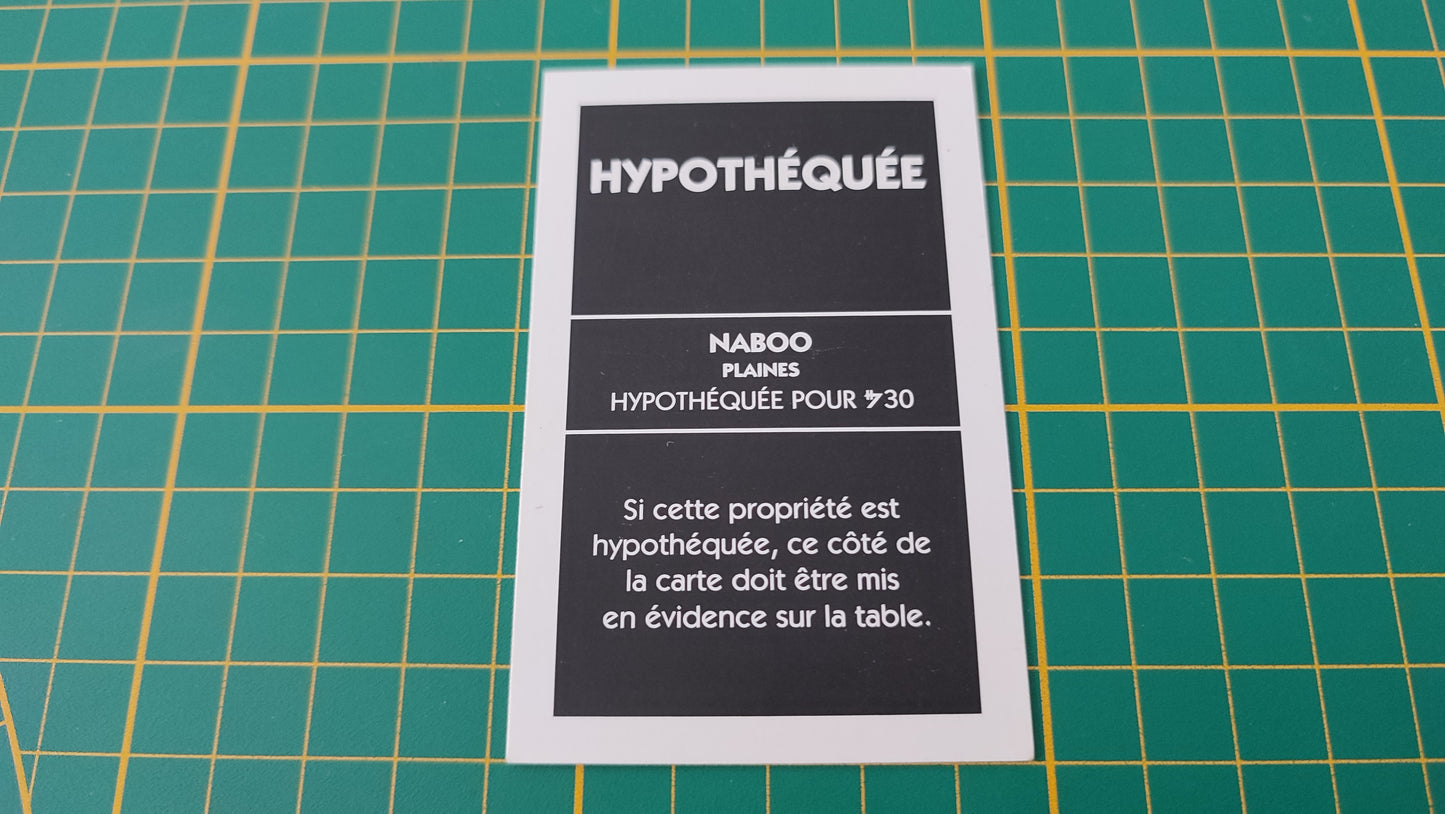 HYPOTHÉQUÉE
NABOO
PLAINES
HYPOTHÉQUÉE POUR 30
Si cette propriété est
hypothéquée, ce côté de
la carte doit être mis
en évidence sur la table.